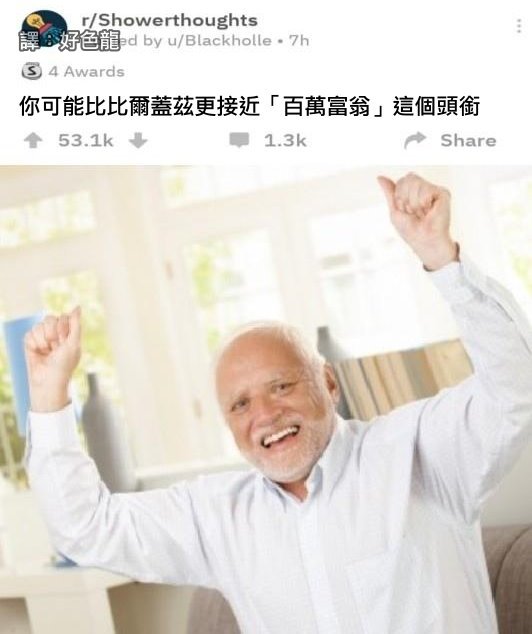 r/Showerthoughts
譯：好色龍
ed by u/Blackholle • 7h
S 4 Awards
你可能比比爾蓋茲更接近「百萬富翁」這個頭銜
53.1k 1.3k Share